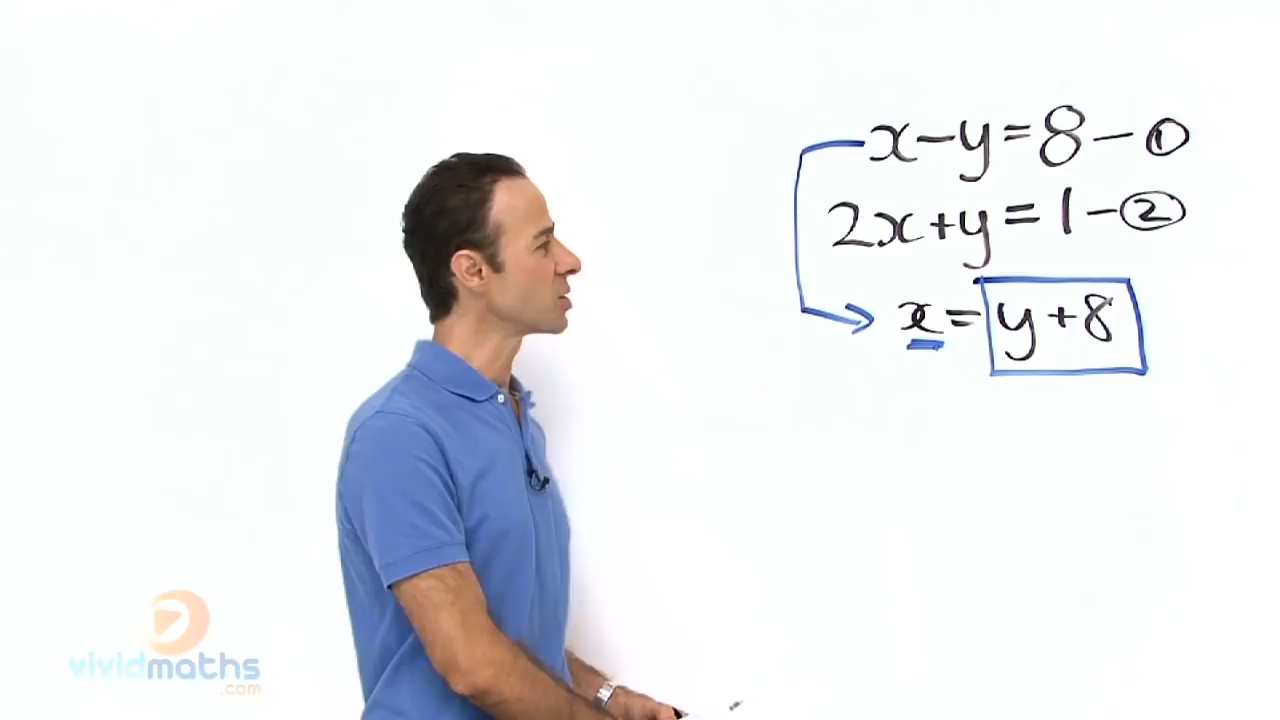 x-y=8-①
2x+y=1-②
x=y+8
vividmaths
.com